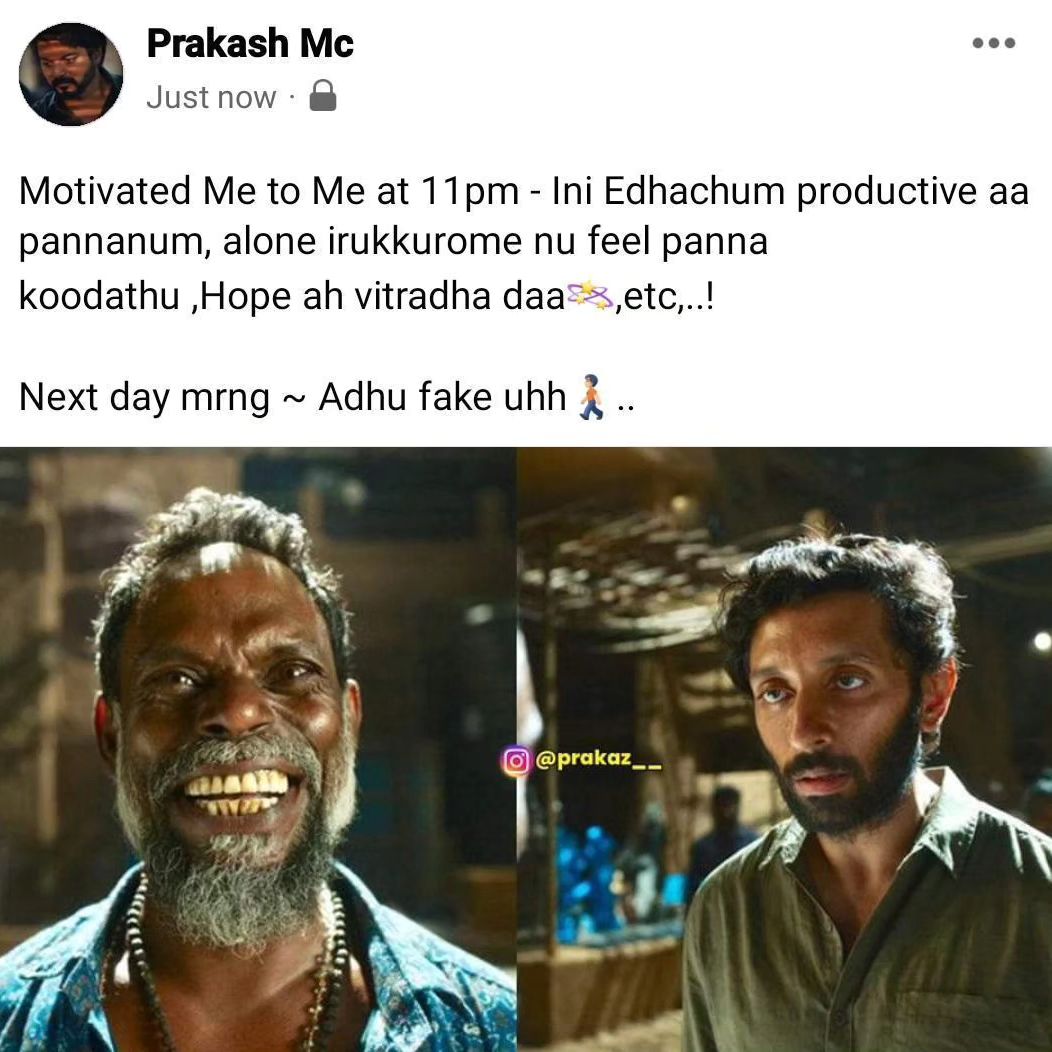 Prakash Mc
Just now ·
Motivated Me to Me at 11pm - Ini Edhachum productive aa
pannanum, alone irukkurome nu feel panna
koodathu ,Hope ah vitradha daa💫,etc,..!
Next day mrng ~ Adhu fake uhh🚶🏻..
@prakaz__